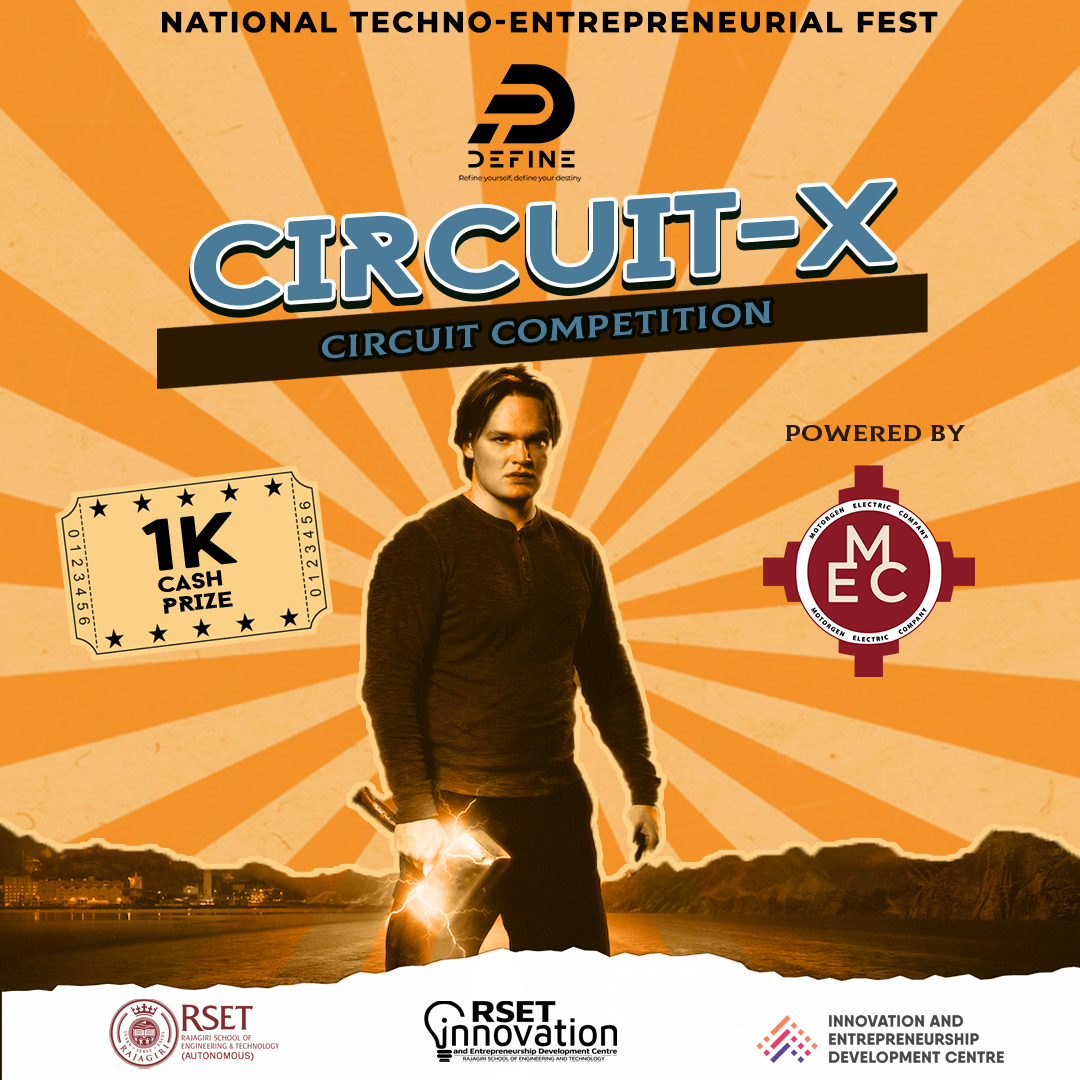 NATIONAL TECHNO-ENTREPRENEURIAL FEST
DEFINE
Refine yourself, define your destiny
CIRCUIT-X
CIRCUIT COMPETITION
POWERED BY
MOTORGEN ELECTRIC COMPANY
M
EC
MOTORGEN ELECTRIC COMPANY
0123456
1K
CASH
PRIZE
0123456
RSET
RAJAGIRI SCHOOL OF
ENGINEERING & TECHNOLOGY
(AUTONOMOUS)
RAJAGIRI
RSET
innovation
and Entrepreneurship Development Centre
RAJAGIRI SCHOOL OF ENGINEERING AND TECHNOLOGY
INNOVATION AND
ENTREPRENEURSHIP
DEVELOPMENT CENTRE